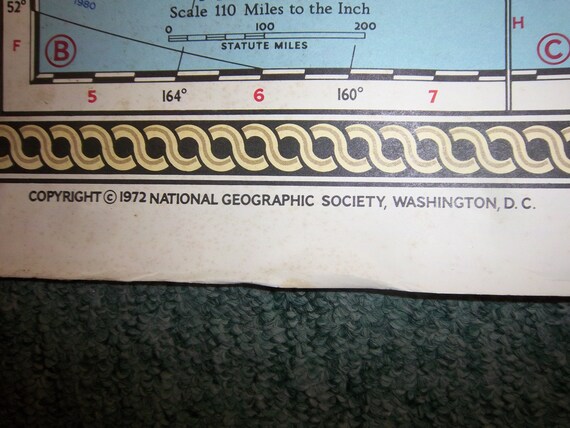 52°
1980
Scale 110 Miles to the Inch
0 100 200
STATUTE MILES
F B H C
5 164° 6 160° 7
COPYRIGHT © 1972 NATIONAL GEOGRAPHIC SOCIETY, WASHINGTON, D. C.